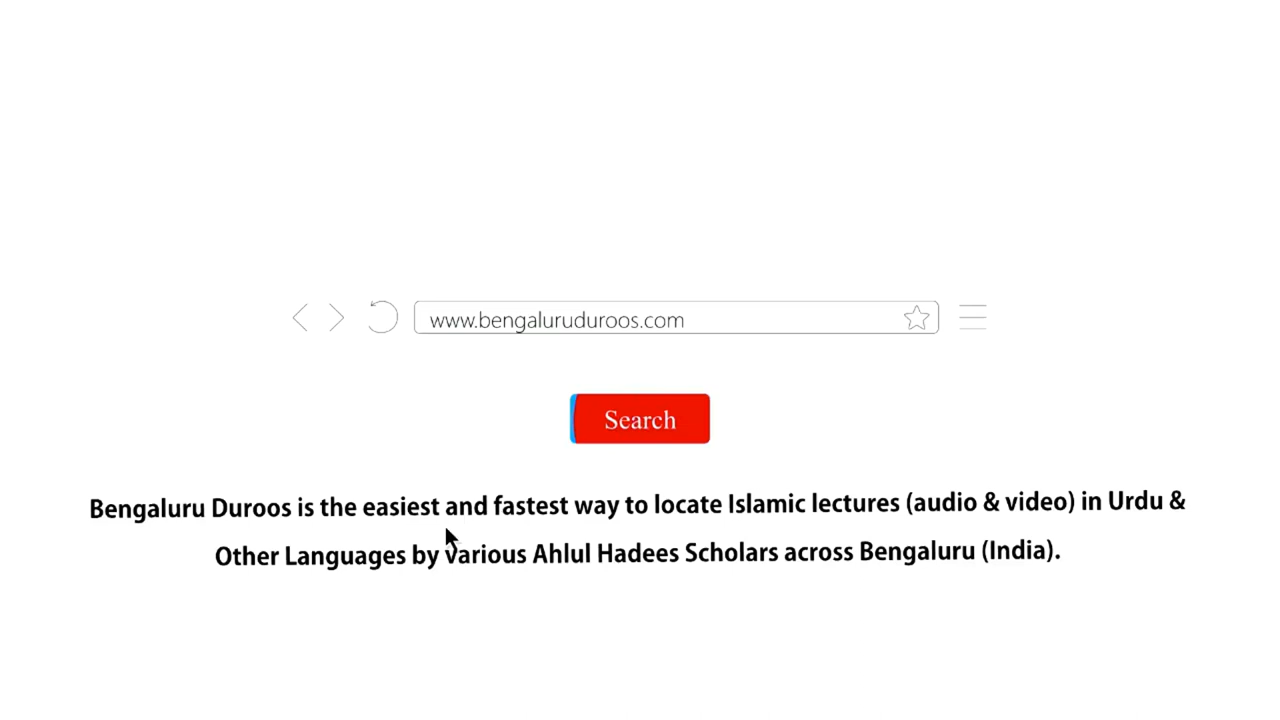 www.bengaluruduroos.com
Search
Bengaluru Duroos is the easiest and fastest way to locate Islamic lectures (audio & video) in Urdu &
Other Languages by various Ahlul Hadees Scholars across Bengaluru (India).